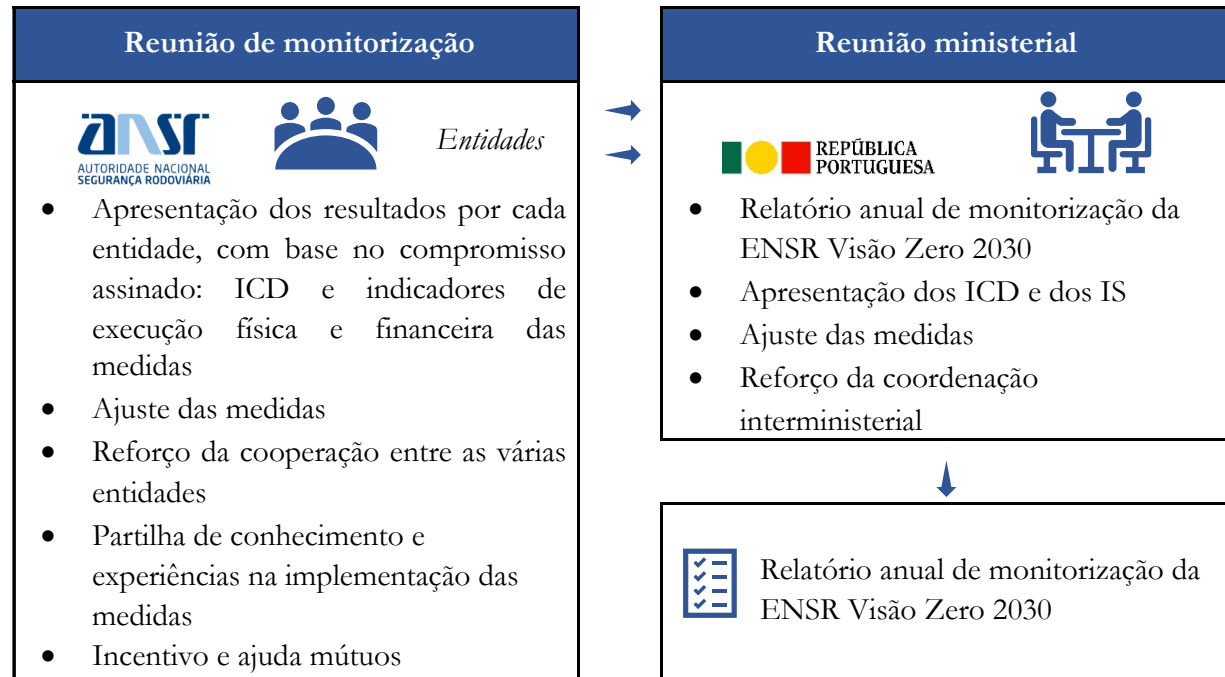 Reunião de monitorização
ansr
AUTORIDADE NACIONAL
SEGURANÇA RODOVIÁRIA
Entidades
• Apresentação dos resultados por cada
entidade, com base no compromisso
assinado: ICD e indicadores de
execução física e financeira das
medidas
• Ajuste das medidas
• Reforço da cooperação entre as várias
entidades
• Partilha de conhecimento e
experiências na implementação das
medidas
• Incentivo e ajuda mútuos
Reunião ministerial
REPÚBLICA
PORTUGUESA
• Relatório anual de monitorização da
ENSR Visão Zero 2030
• Apresentação dos ICD e dos IS
• Ajuste das medidas
• Reforço da coordenação
interministerial
Relatório anual de monitorização da
ENSR Visão Zero 2030